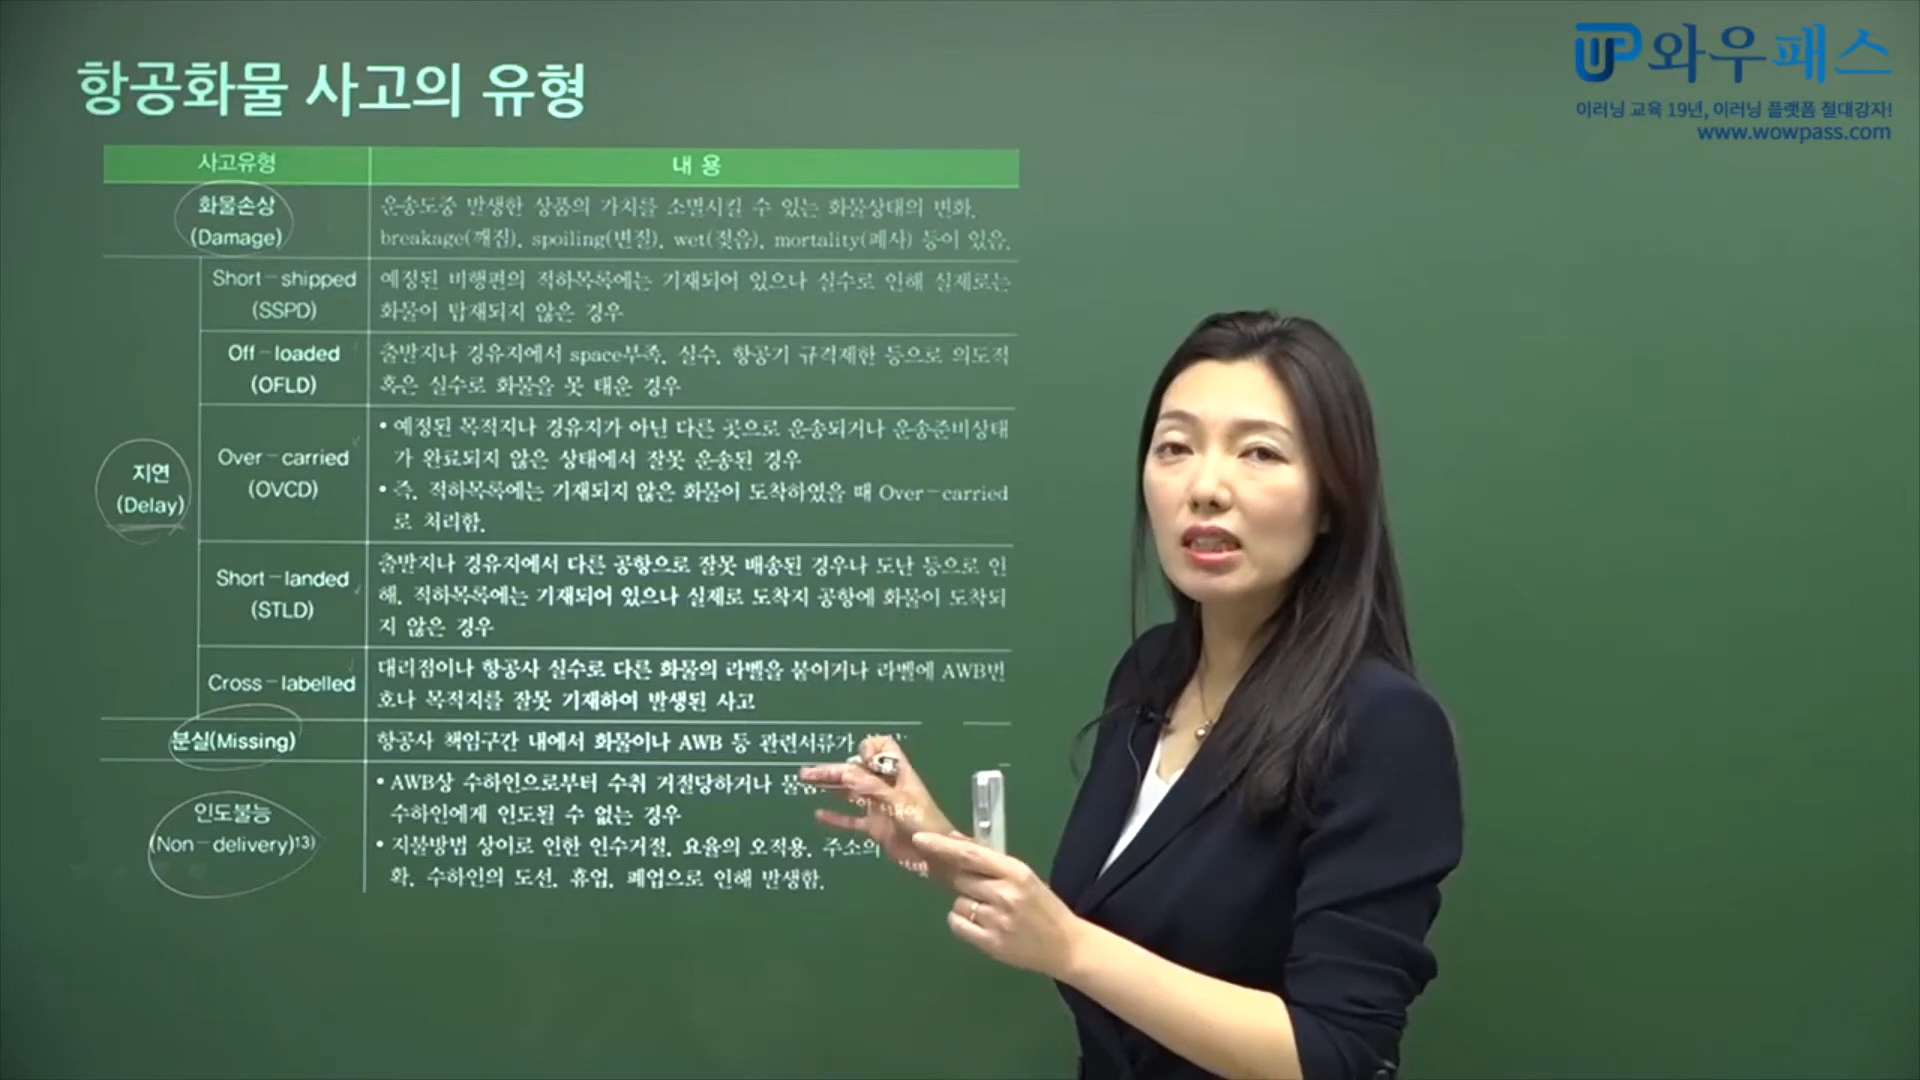 항공화물 사고의 유형
와우패스
이러닝 교육 19년, 이러닝 플랫폼 절대강자!
www.wowpass.com
사고유형
내 용
화물손상
(Damage)
운송도중 발생한 상품의 가치를 소멸시킬 수 있는 화물상태의 변화.
breakage(깨짐), spoiling(변질), wet(젖음), mortality(폐사) 등이 있음.
지연
(Delay)
Short-shipped
(SSPD)
예정된 비행편의 적하목록에는 기재되어 있으나 실수로 인해 실제로는
화물이 탑재되지 않은 경우
Off-loaded
(OFLD)
출발지나 경유지에서 space부족, 실수, 항공기 규격제한 등으로 의도적
혹은 실수로 화물을 못 태운 경우
Over-carried
(OVCD)
• 예정된 목적지나 경유지가 아닌 다른 곳으로 운송되거나 운송준비상태
가 완료되지 않은 상태에서 잘못 운송된 경우
• 즉, 적하목록에는 기재되지 않은 화물이 도착하였을 때 Over-carried
로 처리함.
Short-landed
(STLD)
출발지나 경유지에서 다른 공항으로 잘못 배송된 경우나 도난 등으로 인
해, 적하목록에는 기재되어 있으나 실제로 도착지 공항에 화물이 도착되
지 않은 경우
Cross-labelled
대리점이나 항공사 실수로 다른 화물의 라벨을 붙이거나 라벨에 AWB번
호나 목적지를 잘못 기재하여 발생된 사고
분실(Missing)
항공사 책임구간 내에서 화물이나 AWB 등 관련서류가
인도불능
(Non-delivery)13)
• AWB상 수하인으로부터 수취 거절당하거나
수하인에게 인도될 수 없는 경우
• 지불방법 상이로 인한 인수거절, 요율의 오적용, 주소의
확, 수하인의 도선, 휴업, 폐업으로 인해 발생함.